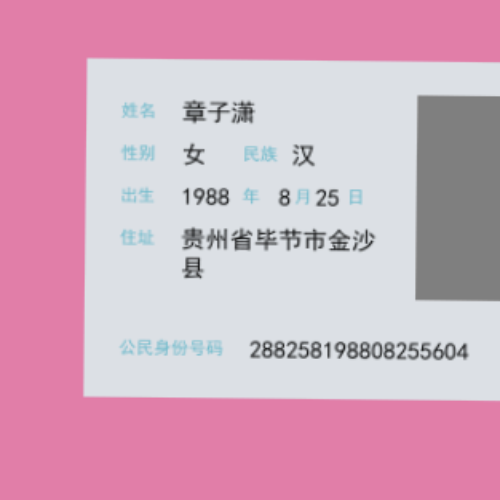 姓名 章子潇
性别 女 民族 汉
出生 1988 年 8 月 25 日
住址 贵州省毕节市金沙
县
公民身份号码 288258198808255604